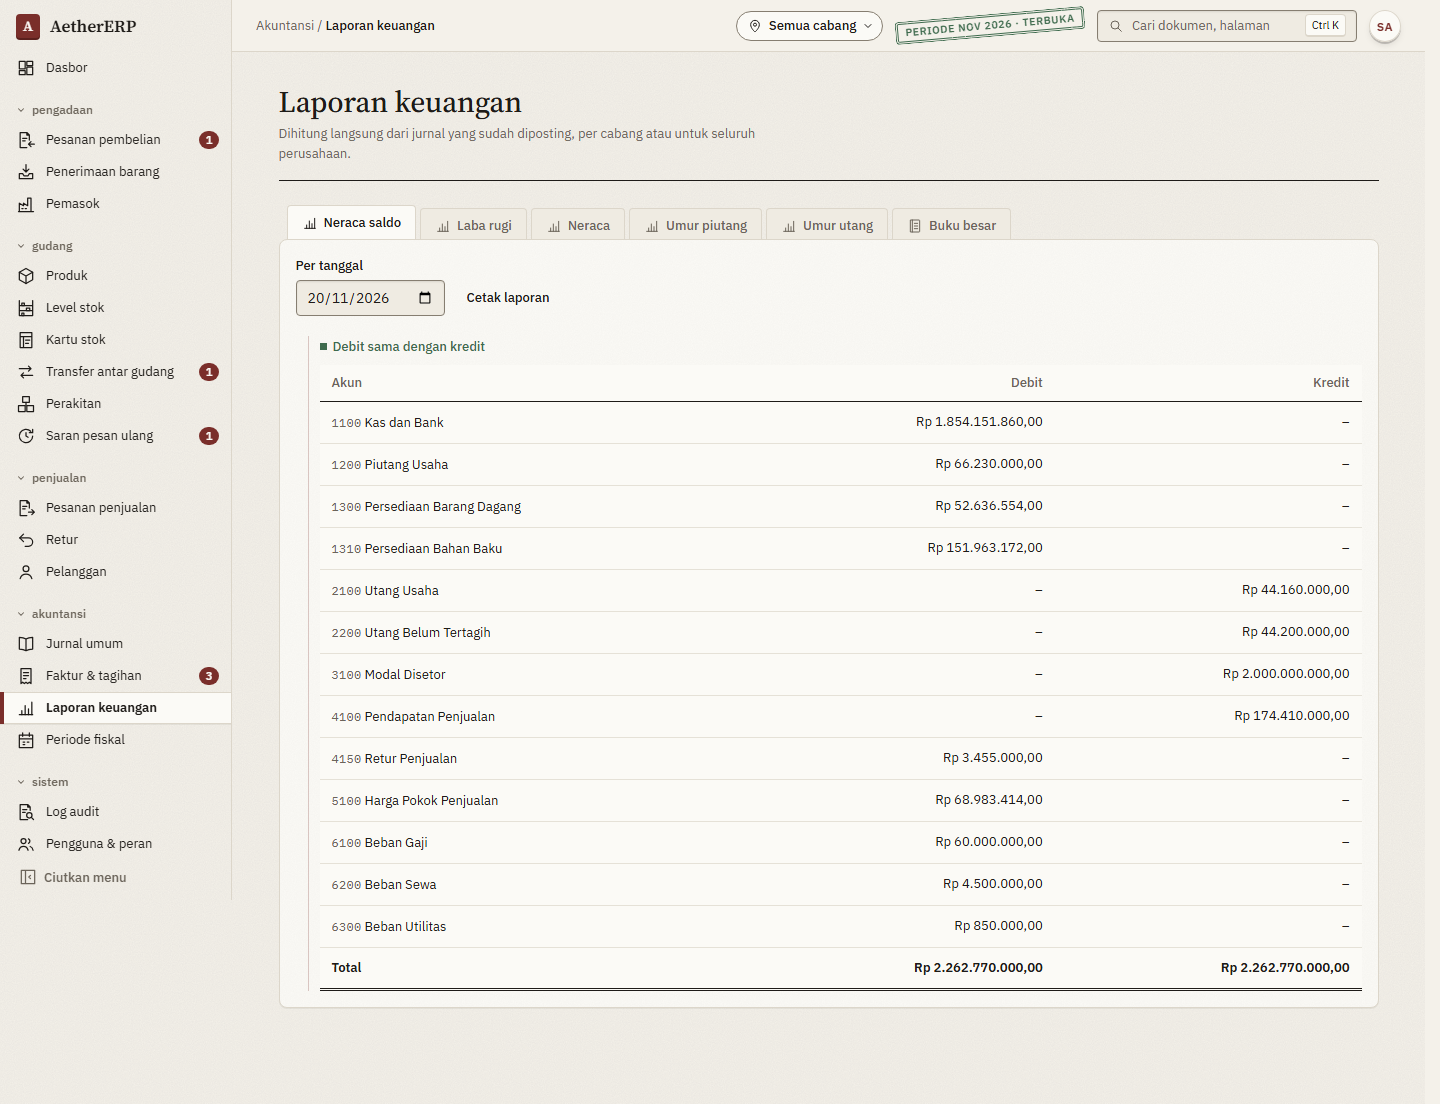 A AetherERP
Akuntansi / Laporan keuangan
Semua cabang
PERIODE NOV 2026 · TERBUKA
Cari dokumen, halaman Ctrl K
SA
Dasbor
pengadaan
Pesanan pembelian 1
Penerimaan barang
Pemasok
gudang
Produk
Level stok
Kartu stok
Transfer antar gudang 1
Perakitan
Saran pesan ulang 1
penjualan
Pesanan penjualan
Retur
Pelanggan
akuntansi
Jurnal umum
Faktur & tagihan 3
Laporan keuangan
Periode fiskal
sistem
Log audit
Pengguna & peran
Ciutkan menu
Laporan keuangan
Dihitung langsung dari jurnal yang sudah diposting, per cabang atau untuk seluruh
perusahaan.
Neraca saldo Laba rugi Neraca Umur piutang Umur utang Buku besar
Per tanggal
20/11/2026 Cetak laporan
Debit sama dengan kredit
Akun Debit Kredit
1100 Kas dan Bank Rp 1.854.151.860,00 –
1200 Piutang Usaha Rp 66.230.000,00 –
1300 Persediaan Barang Dagang Rp 52.636.554,00 –
1310 Persediaan Bahan Baku Rp 151.963.172,00 –
2100 Utang Usaha – Rp 44.160.000,00
2200 Utang Belum Tertagih – Rp 44.200.000,00
3100 Modal Disetor – Rp 2.000.000.000,00
4100 Pendapatan Penjualan – Rp 174.410.000,00
4150 Retur Penjualan Rp 3.455.000,00 –
5100 Harga Pokok Penjualan Rp 68.983.414,00 –
6100 Beban Gaji Rp 60.000.000,00 –
6200 Beban Sewa Rp 4.500.000,00 –
6300 Beban Utilitas Rp 850.000,00 –
Total Rp 2.262.770.000,00 Rp 2.262.770.000,00